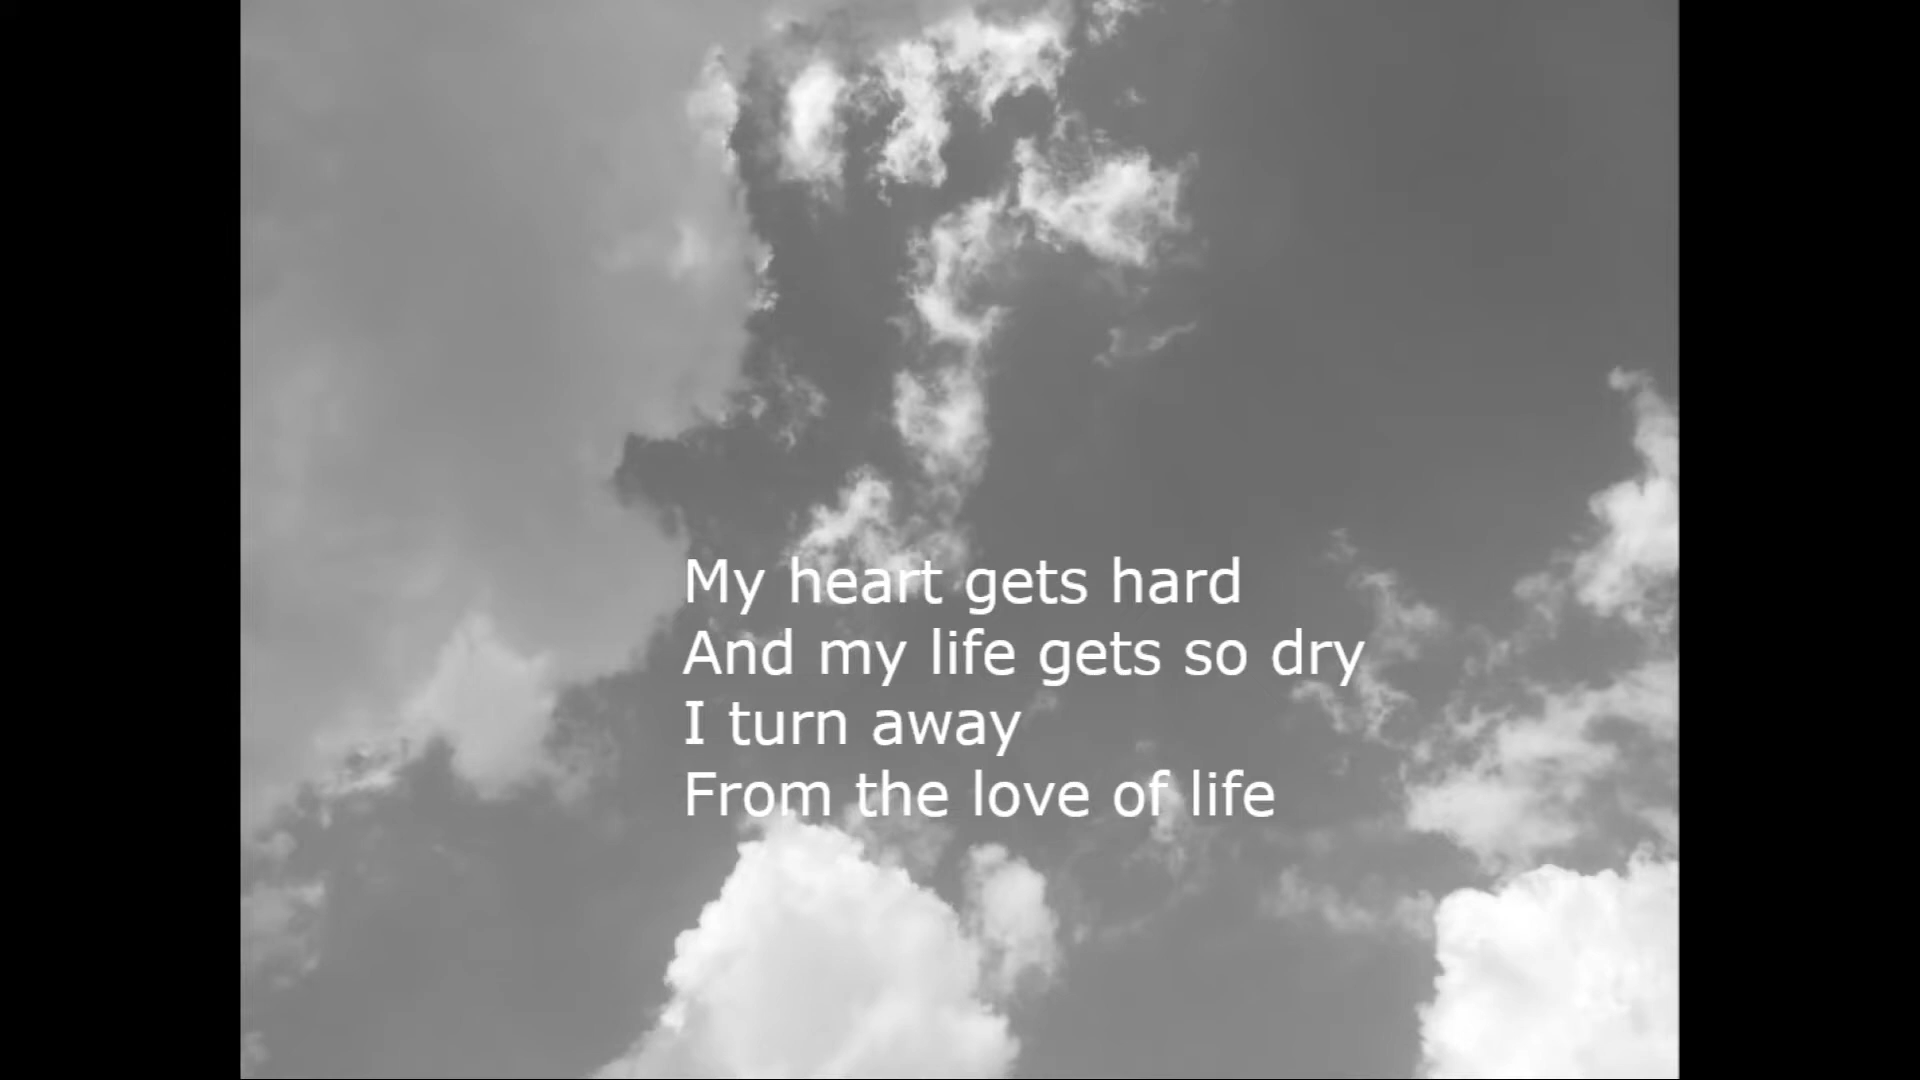 My heart gets hard
And my life gets so dry
I turn away
From the love of life